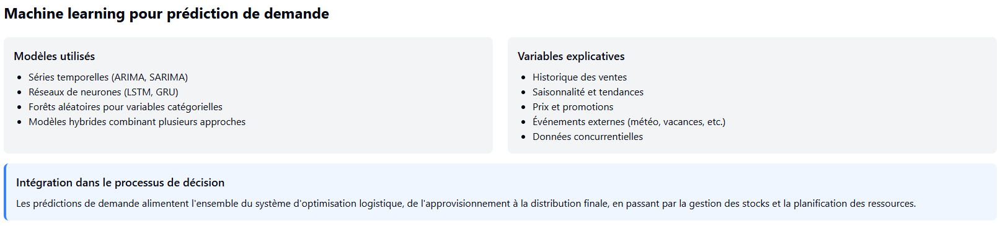 Machine learning pour prédiction de demande
Modèles utilisés
• Séries temporelles (ARIMA, SARIMA)
• Réseaux de neurones (LSTM, GRU)
• Forêts aléatoires pour variables catégorielles
• Modèles hybrides combinant plusieurs approches
Variables explicatives
• Historique des ventes
• Saisonnalité et tendances
• Prix et promotions
• Événements externes (météo, vacances, etc.)
• Données concurrentielles
Intégration dans le processus de décision
Les prédictions de demande alimentent l'ensemble du système d'optimisation logistique, de l'approvisionnement à la distribution finale, en passant par la gestion des stocks et la planification des ressources.